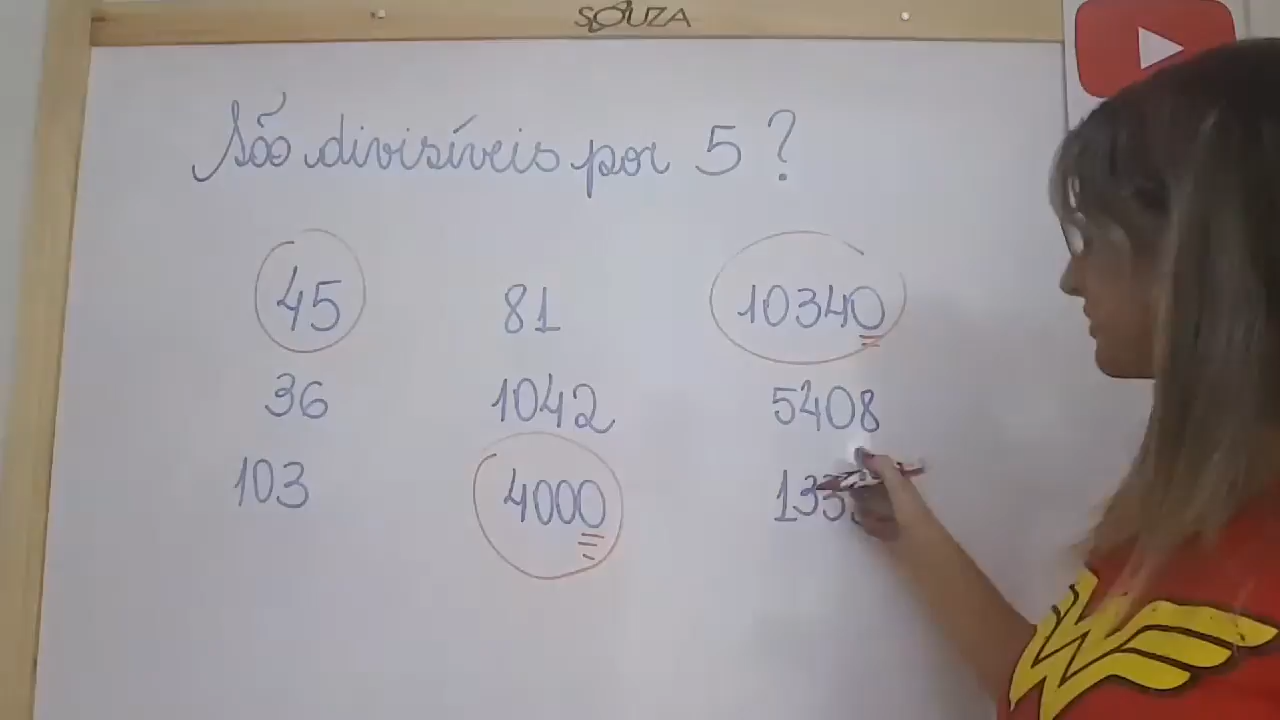 SOUZA
São divisíveis por 5?
45 81 10340
36 1042 5408
103 4000